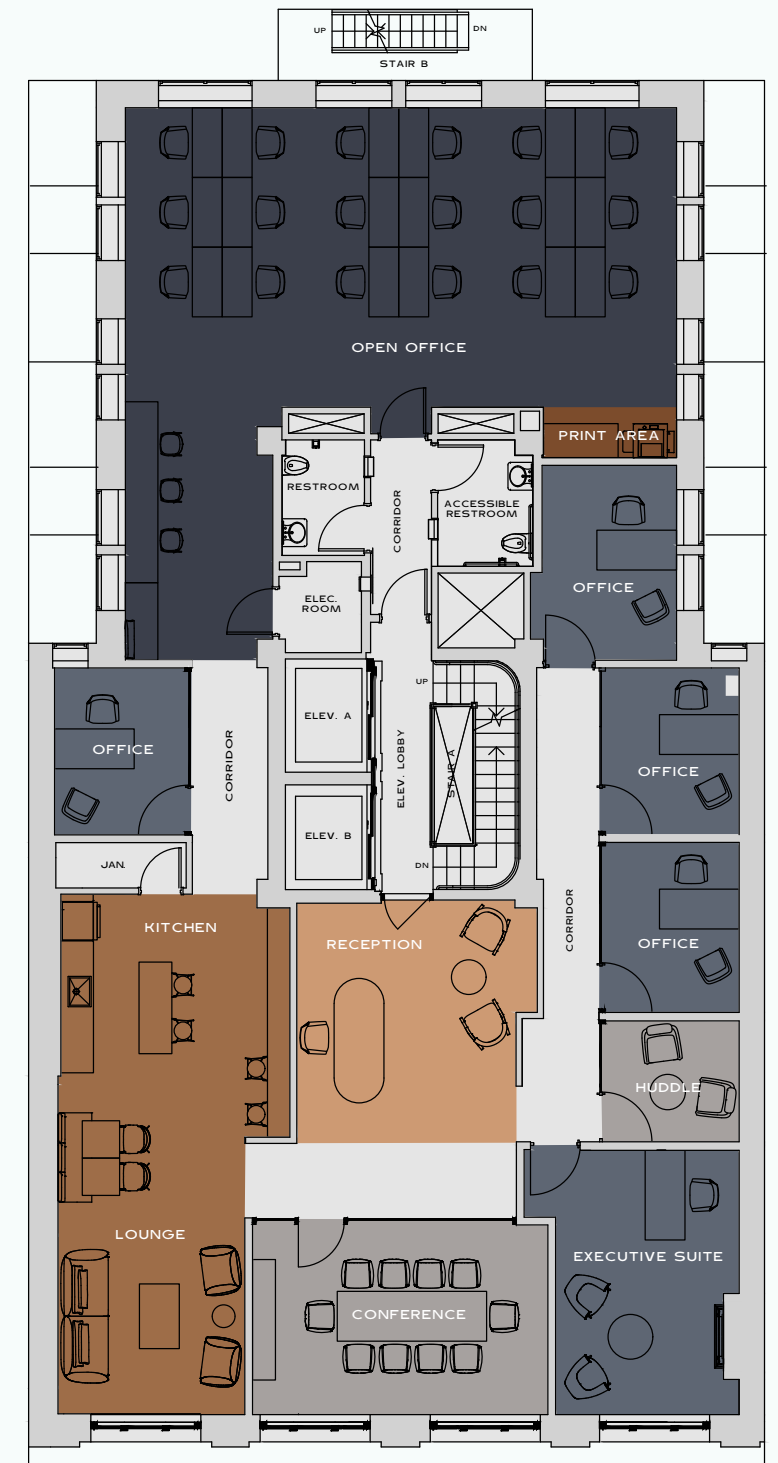 UP
DN
STAIR B
OPEN OFFICE
PRINT AREA
RESTROOM
CORRIDOR
ACCESSIBLE
RESTROOM
ELEC.
ROOM
OFFICE
UP
ELEV. A
ELEV. LOBBY
STAIR A
OFFICE
CORRIDOR
OFFICE
ELEV. B
DN
JAN.
KITCHEN
RECEPTION
CORRIDOR
OFFICE
HUDDLE
LOUNGE
EXECUTIVE SUITE
CONFERENCE